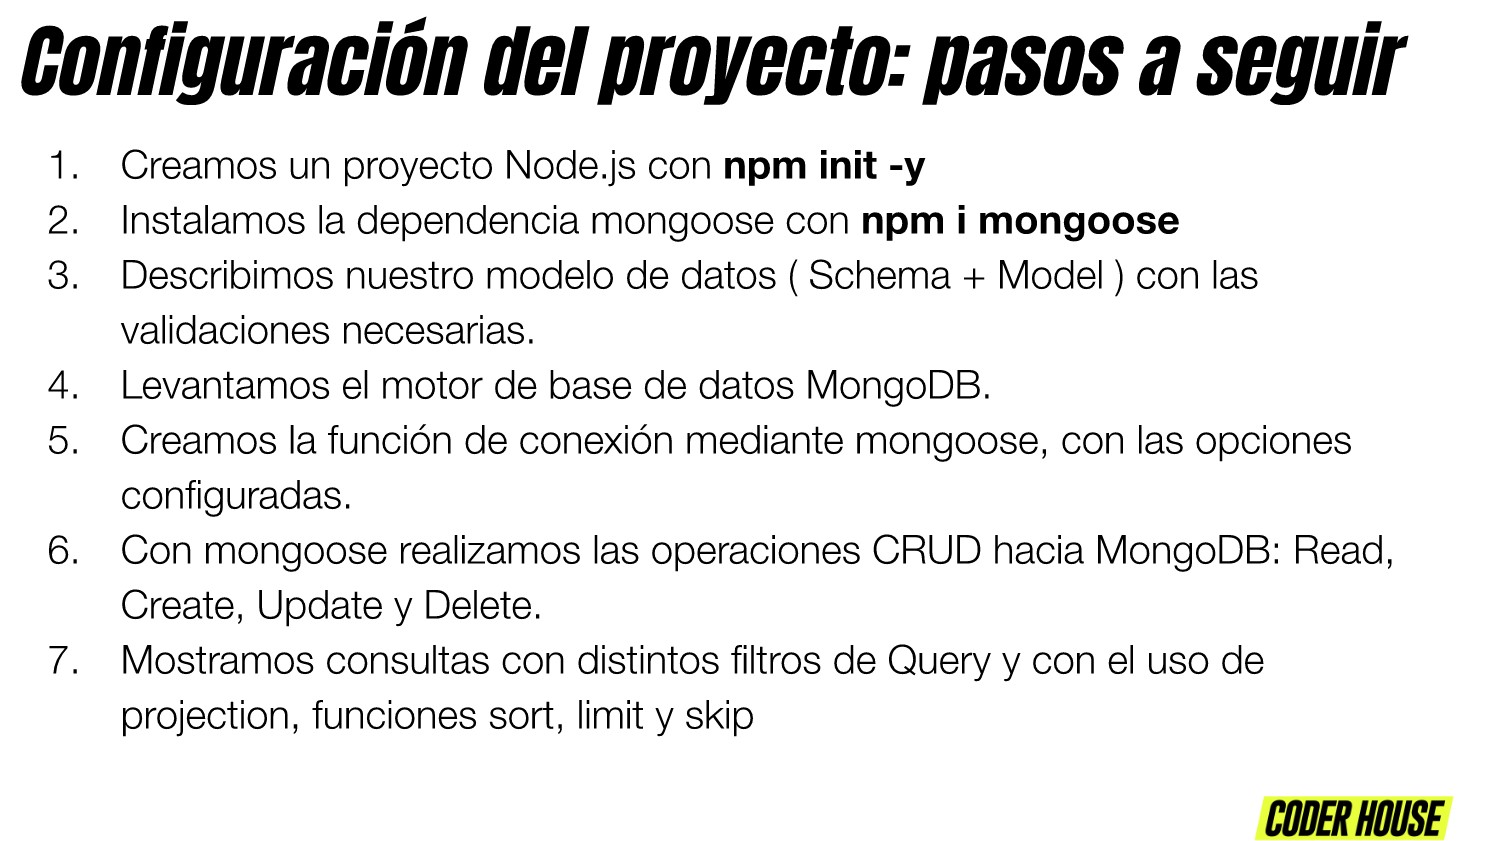 Configuración del proyecto: pasos a seguir
1. Creamos un proyecto Node.js con npm init -y
2. Instalamos la dependencia mongoose con npm i mongoose
3. Describimos nuestro modelo de datos ( Schema + Model ) con las
validaciones necesarias.
4. Levantamos el motor de base de datos MongoDB.
5. Creamos la función de conexión mediante mongoose, con las opciones
configuradas.
6. Con mongoose realizamos las operaciones CRUD hacia MongoDB: Read,
Create, Update y Delete.
7. Mostramos consultas con distintos filtros de Query y con el uso de
projection, funciones sort, limit y skip
CODER HOUSE